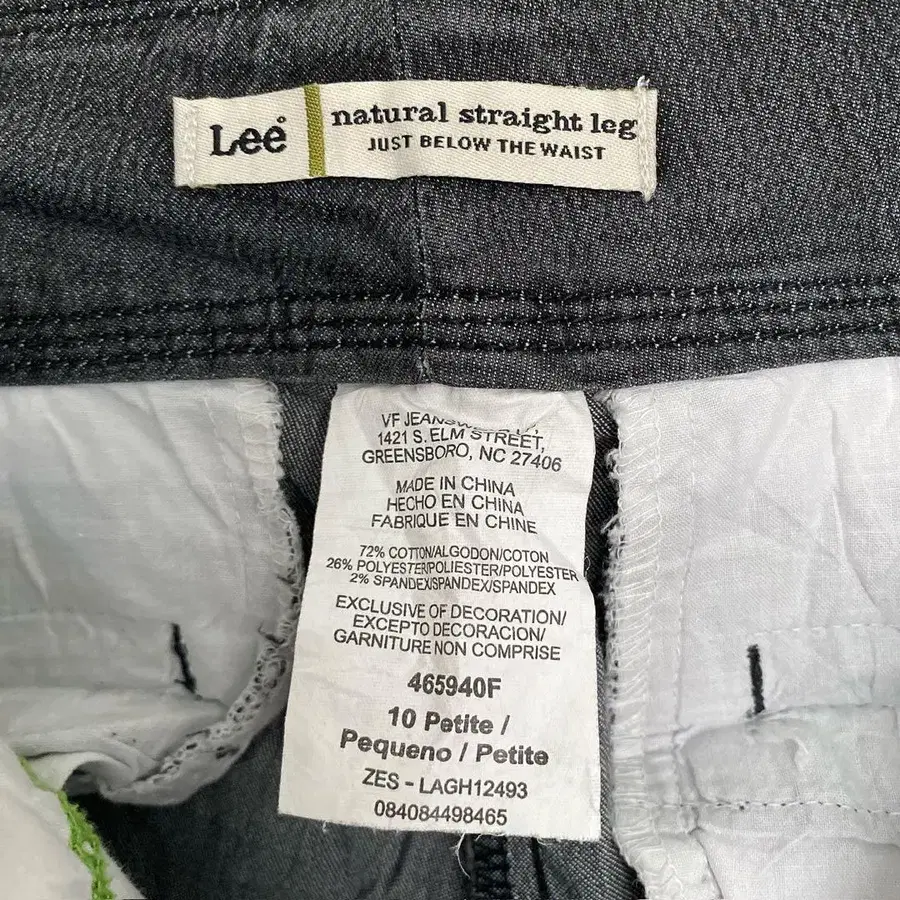 Lee
natural straight leg
JUST BELOW THE WAIST
VF
1421 S. ELM STREET,
GREENSBORO, NC 27406
MADE IN CHINA
HECHO EN CHINA
FABRIQUE EN CHINE
72% COTTON/ALGODON/COTON
26% POLYESTER/POLIESTER/POLYESTER
2% SPANDEX/SPANDEX/SPANDEX
EXCLUSIVE OF DECORATION/
EXCEPTO DECORACION/
GARNITURE NON COMPRISE
465940F
10 Petite /
Pequeno / Petite
ZES - LAGH12493
084084498465